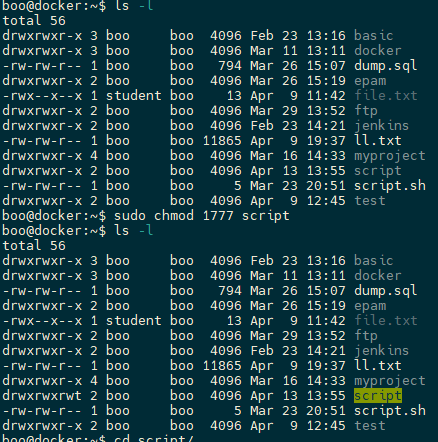 boo@docker:~$ ls -l
total 56
drwxrwxr-x 3 boo     boo  4096 Feb 23 13:16 basic
drwxrwxr-x 3 boo     boo  4096 Mar 11 13:11 docker
-rw-rw-r-- 1 boo     boo   794 Mar 26 15:07 dump.sql
drwxrwxr-x 2 boo     boo  4096 Mar 26 15:19 epam
-rwx--x--x 1 student boo    13 Apr  9 11:42 file.txt
drwxrwxr-x 2 boo     boo  4096 Mar 29 13:52 ftp
drwxrwxr-x 2 boo     boo  4096 Feb 23 14:21 jenkins
-rw-rw-r-- 1 boo     boo 11865 Apr  9 19:37 ll.txt
drwxrwxr-x 4 boo     boo  4096 Mar 16 14:33 myproject
drwxrwxr-x 2 boo     boo  4096 Apr 13 13:55 script
-rw-rw-r-- 1 boo     boo     5 Mar 23 20:51 script.sh
drwxrwxr-x 2 boo     boo  4096 Apr  9 12:45 test
boo@docker:~$ sudo chmod 1777 script
boo@docker:~$ ls -l
total 56
drwxrwxr-x 3 boo     boo  4096 Feb 23 13:16 basic
drwxrwxr-x 3 boo     boo  4096 Mar 11 13:11 docker
-rw-rw-r-- 1 boo     boo   794 Mar 26 15:07 dump.sql
drwxrwxr-x 2 boo     boo  4096 Mar 26 15:19 epam
-rwx--x--x 1 student boo    13 Apr  9 11:42 file.txt
drwxrwxr-x 2 boo     boo  4096 Mar 29 13:52 ftp
drwxrwxr-x 2 boo     boo  4096 Feb 23 14:21 jenkins
-rw-rw-r-- 1 boo     boo 11865 Apr  9 19:37 ll.txt
drwxrwxr-x 4 boo     boo  4096 Mar 16 14:33 myproject
drwxrwxrwt 2 boo     boo  4096 Apr 13 13:55 script
-rw-rw-r-- 1 boo     boo     5 Mar 23 20:51 script.sh
drwxrwxr-x 2 boo     boo  4096 Apr  9 12:45 test
boo@docker:~$ cd script/